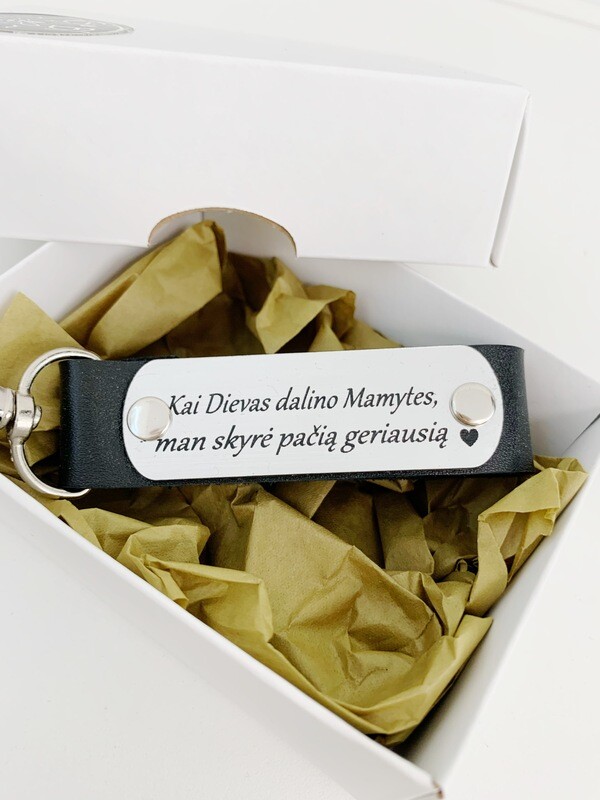 Kai Dievas dalino Mamytes,
man skyrė pačią geriausią ♥